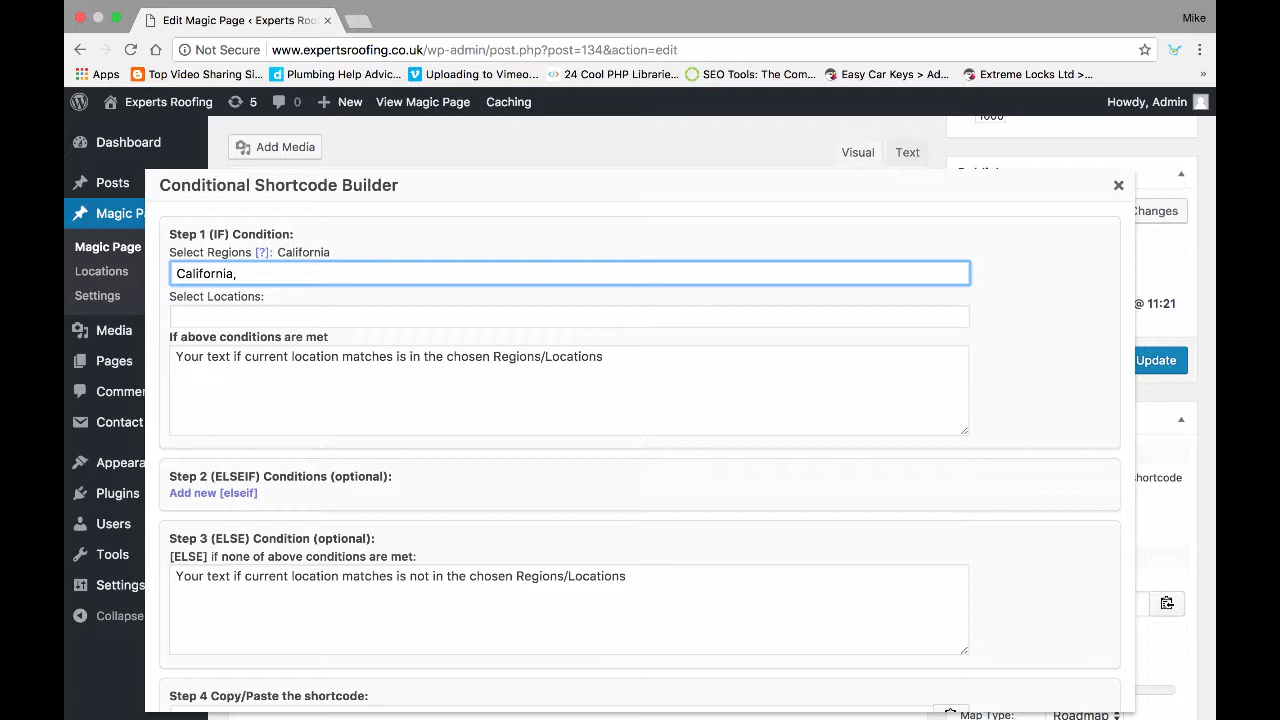 Edit Magic Page ‹ Experts Roo
Mike
Not Secure
www.expertsroofing.co.uk/wp-admin/post.php?post=134&action=edit
Apps
Top Video Sharing Si...
Plumbing Help Advic...
Uploading to Vimeo...
24 Cool PHP Librarie...
SEO Tools: The Com...
Easy Car Keys > Ad...
Extreme Locks Ltd >...
»
Experts Roofing
5
0
New
View Magic Page
Caching
Howdy, Admin
1000
Dashboard
Add Media
Visual
Text
Posts
Conditional Shortcode Builder
Magic P
Changes
Step 1 (IF) Condition:
Magic Page
Select Regions [?]: California
Locations
California,
Settings
Select Locations:
@ 11:21
Media
If above conditions are met
Your text if current location matches is in the chosen Regions/Locations
Pages
Update
Commer
Contact
Appeara
Step 2 (ELSEIF) Conditions (optional):
hortcode
Plugins
Add new [elseif]
Users
Step 3 (ELSE) Condition (optional):
Tools
[ELSE] if none of above conditions are met:
Your text if current location matches is not in the chosen Regions/Locations
Settings
Collapse
Step 4 Copy/Paste the shortcode:
Map Type:
Roadmap